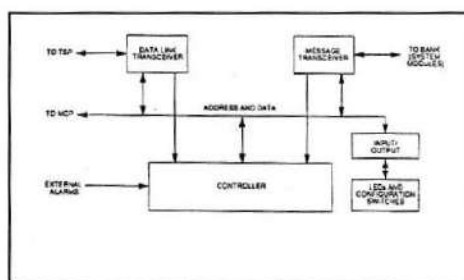 DATA LINK
TRANSCEIVER
MESSAGE
TRANSCEIVER
TO TSP
TO BANK
(SYSTEM
MODULES)
TO MCP
ADDRESS AND DATA
INPUT/
OUTPUT
EXTERNAL
ALARMS
CONTROLLER
LEDs AND
CONFIGURATION
SWITCHES